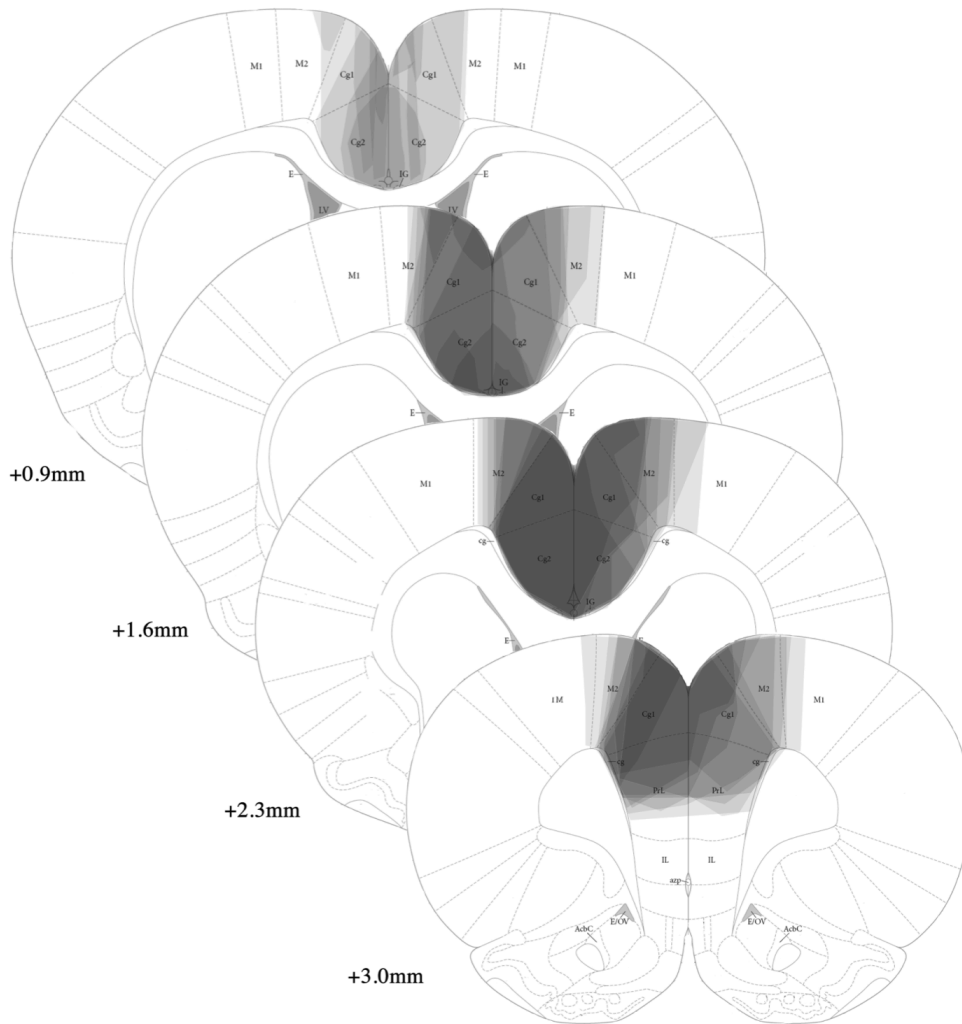 M1 M2 Cg1 Cg1 M2 M1
Cg2 Cg2
E IG E
LV LV
M1 M2 Cg1 Cg1 M2 M1
Cg2 Cg2
IG
E E
+0.9mm
M1 M2 Cg1 Cg1 M2 M1
cg Cg2 Cg2 cg
IG
+1.6mm
E E
1M M2 Cg1 Cg1 M2 M1
cg cg
PrL PrL
+2.3mm
IL IL
azp
E/OV E/OV
AcbC AcbC
+3.0mm